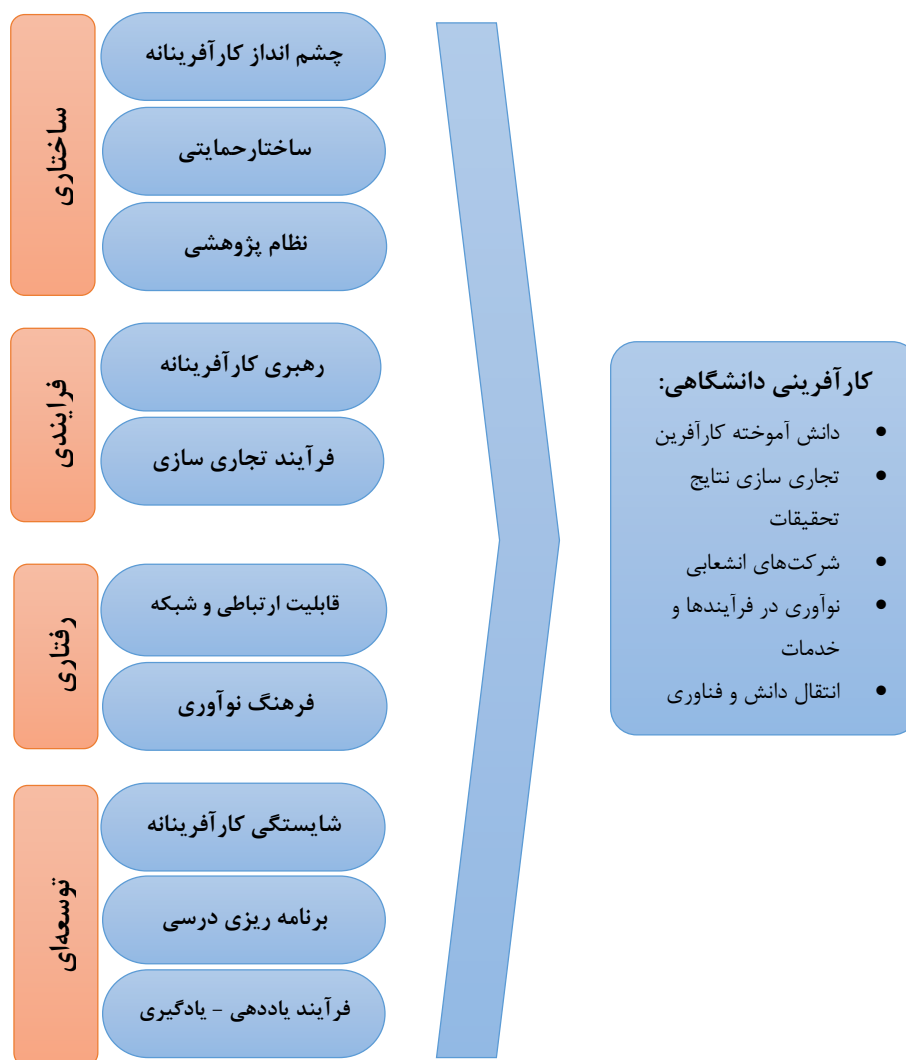 ساختاری
چشم انداز کارآفرینانه
ساختارحمایتی
نظام پژوهشی
فرایندی
رهبری کارآفرینانه
فرآیند تجاری سازی
رفتاری
قابلیت ارتباطی و شبکه
فرهنگ نوآوری
توسعه‌ای
شایستگی کارآفرینانه
برنامه ریزی درسی
فرآیند یاددهی - یادگیری
کارآفرینی دانشگاهی:
• دانش آموخته کارآفرین
• تجاری سازی نتایج
تحقیقات
• شرکت‌های انشعابی
• نوآوری در فرآیندها و
خدمات
• انتقال دانش و فناوری